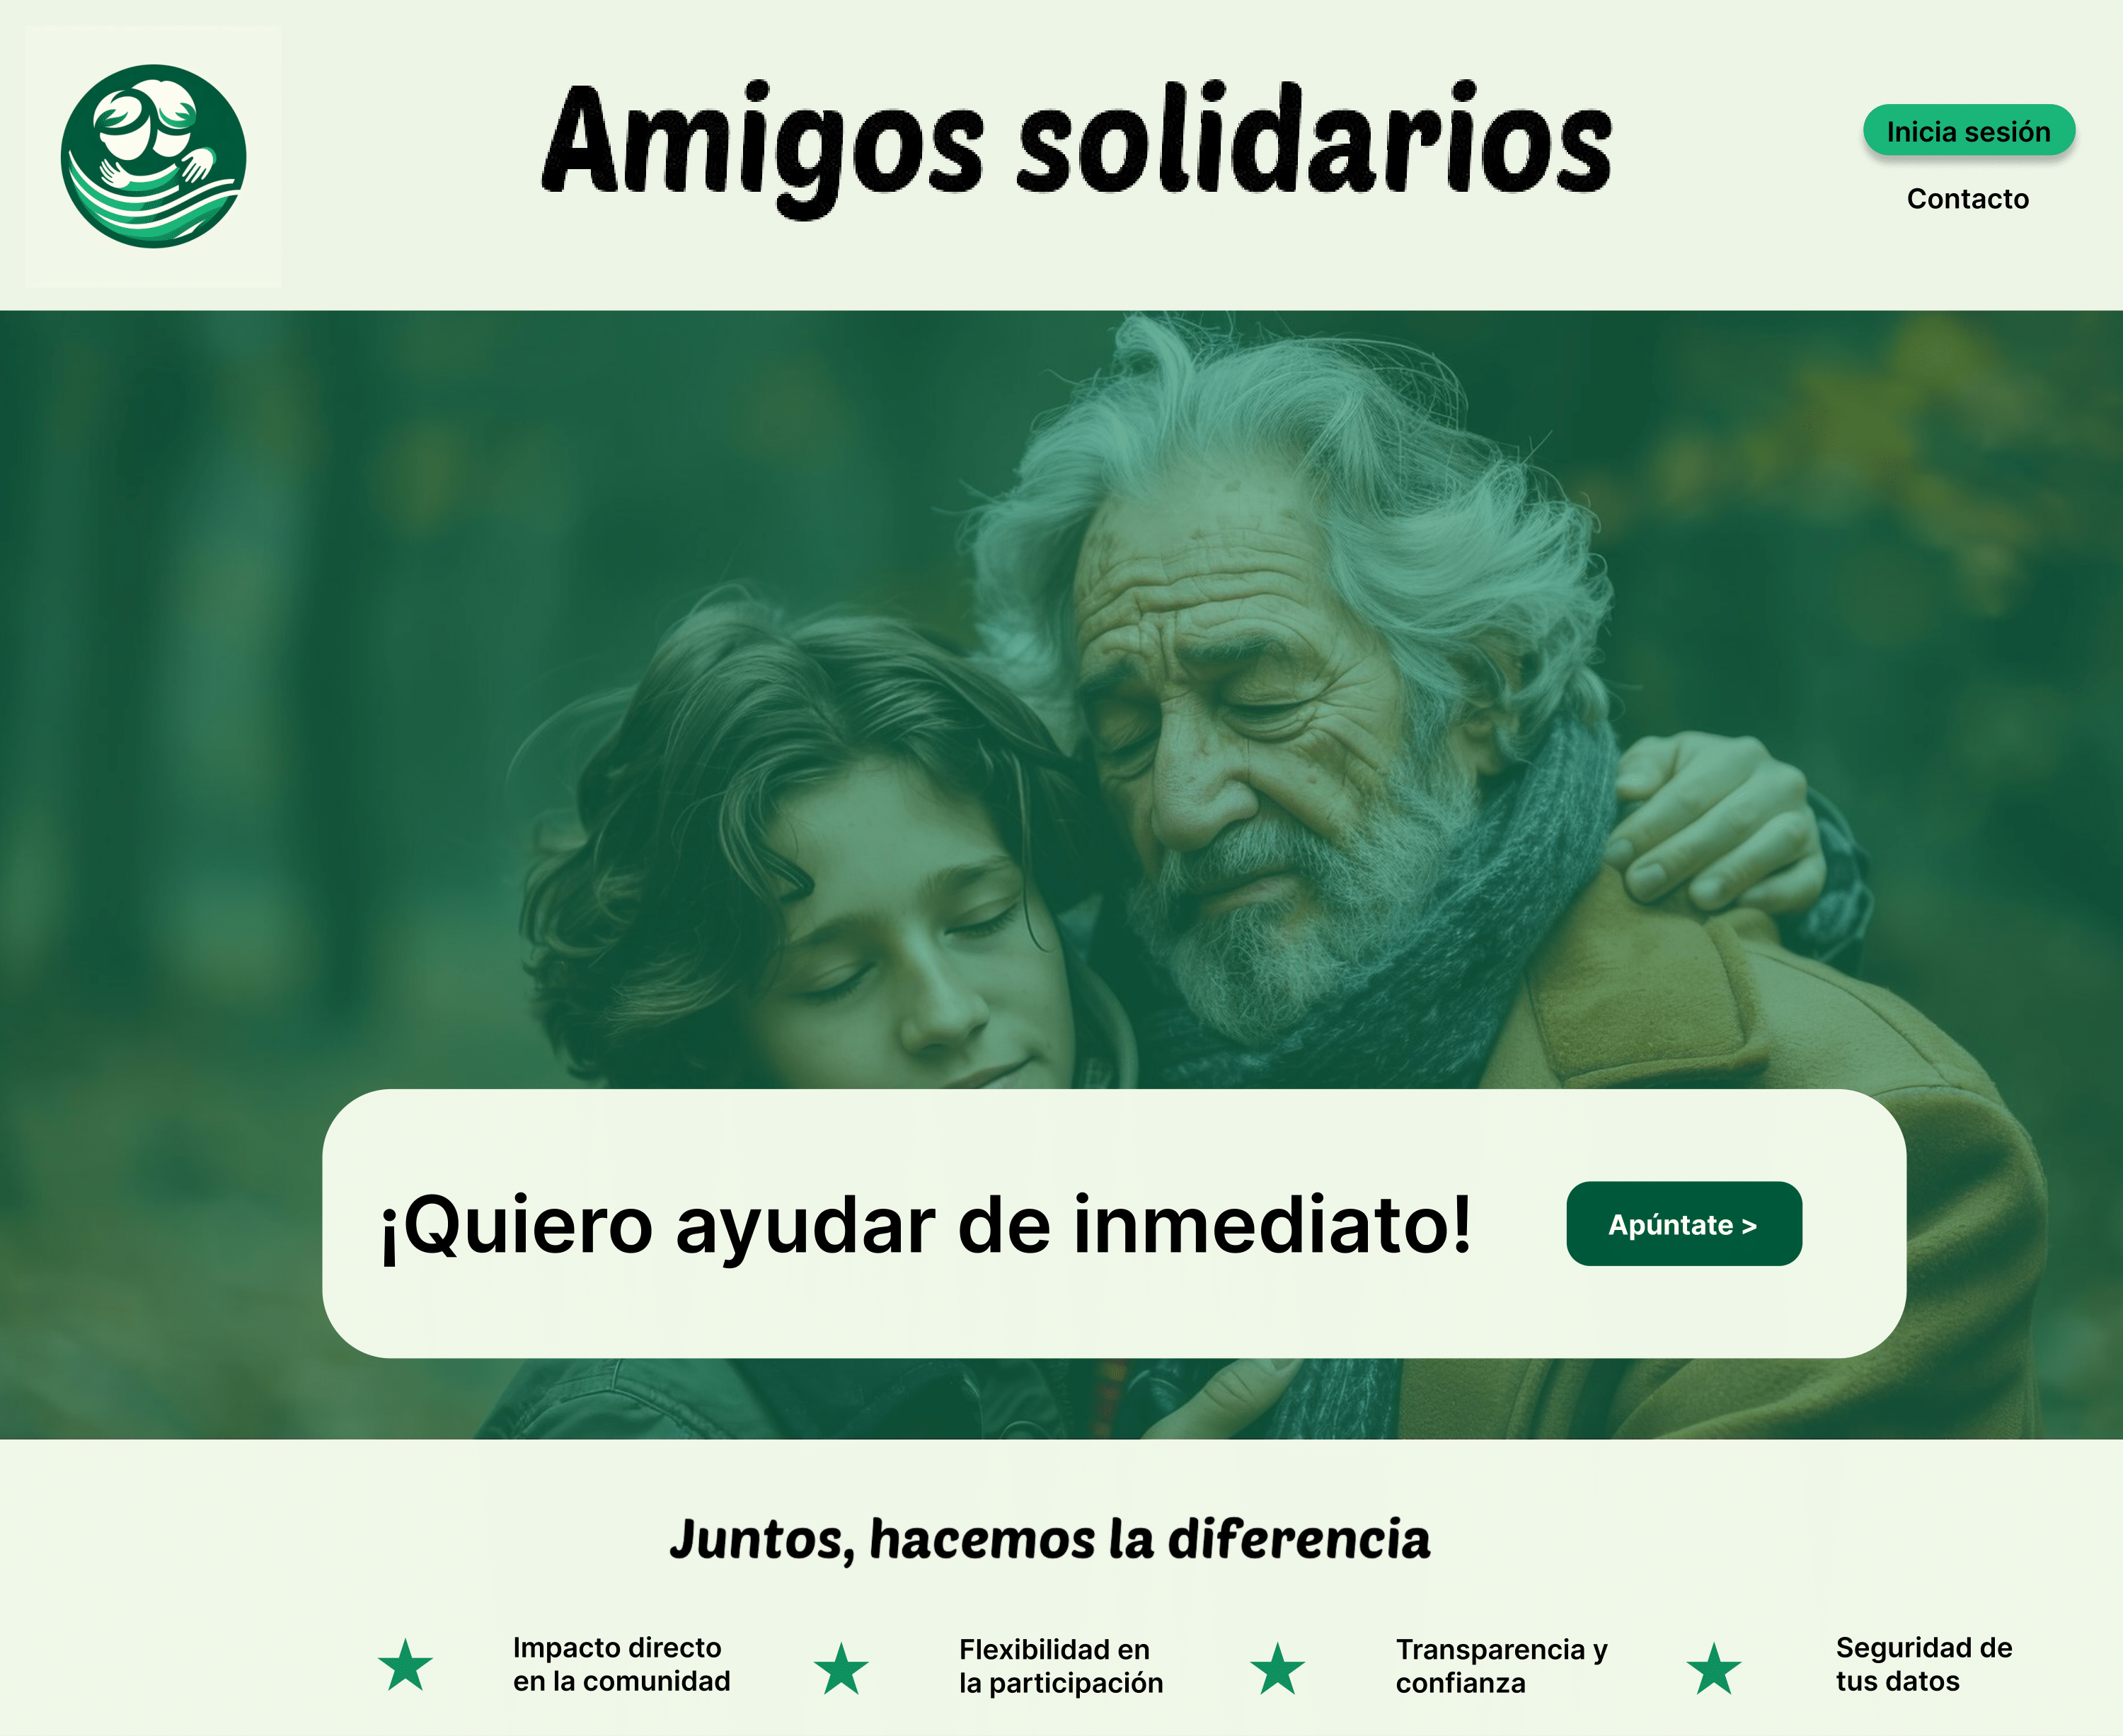 Amigos solidarios
Inicia sesión
Contacto
¡Quiero ayudar de inmediato!
Apúntate >
Juntos, hacemos la diferencia
Impacto directo
en la comunidad
Flexibilidad en
la participación
Transparencia y
confianza
Seguridad de
tus datos